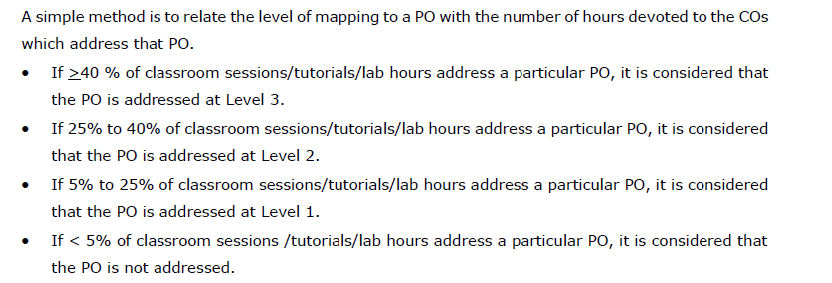 A simple method is to relate the level of mapping to a PO with the number of hours devoted to the COs
which address that PO.
• If ≥40 % of classroom sessions/tutorials/lab hours address a particular PO, it is considered that
the PO is addressed at Level 3.
• If 25% to 40% of classroom sessions/tutorials/lab hours address a particular PO, it is considered
that the PO is addressed at Level 2.
• If 5% to 25% of classroom sessions/tutorials/lab hours address a particular PO, it is considered
that the PO is addressed at Level 1.
• If < 5% of classroom sessions /tutorials/lab hours address a particular PO, it is considered that
the PO is not addressed.